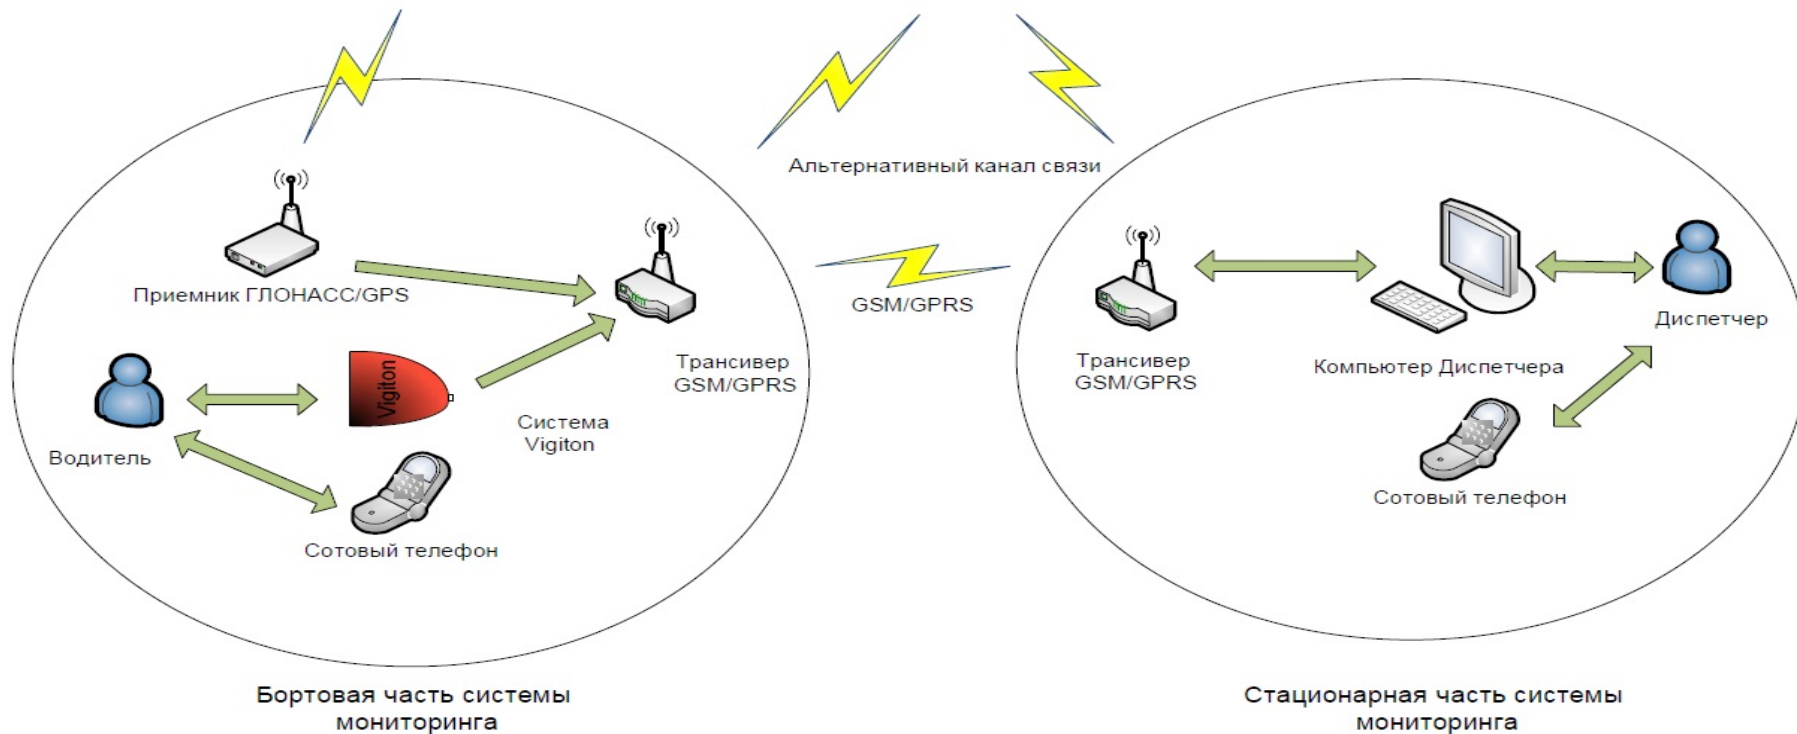 Альтернативный канал связи
Приемник ГЛОНАСС/GPS
GSM/GPRS
Трансивер
GSM/GPRS
Vigiton
Система
Vigiton
Водитель
Сотовый телефон
Бортовая часть системы
мониторинга
Трансивер
GSM/GPRS
Компьютер Диспетчера
Диспетчер
Сотовый телефон
Стационарная часть системы
мониторинга